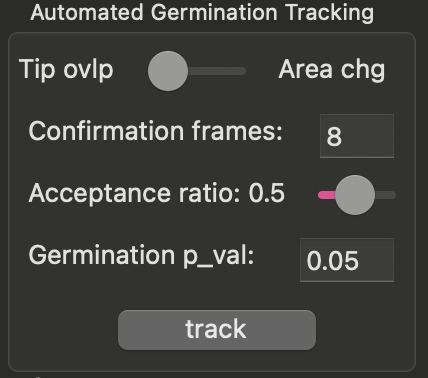 Automated Germination Tracking
Tip ovlp Area chg
Confirmation frames: 8
Acceptance ratio: 0.5
Germination p_val: 0.05
track